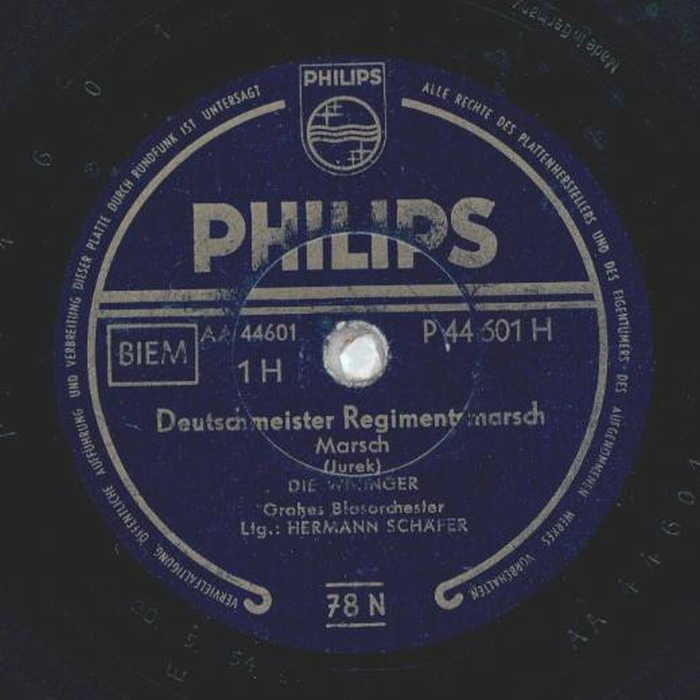 PHILIPS
PHILIPS
BIEM
AA 44601
1 H
P 44 601 H
Deutschmeister Regimentsmarsch
Marsch
(Jurek)
DIE
Großes Blasorchester
Ltg.: HERMANN SCHÄFER
78 N
ALLE RECHTE DES PLATTENHERSTELLERS UND DES EIGENTÜMERS DES AUFGENOMMENEN WERKES VORBEHALTEN
VERVIELFÄLTIGUNG, ÖFFENTLICHE AUFFÜHRUNG UND VERBREITUNG DIESER PLATTE DURCH RUNDFUNK IST UNTERSAGT
Made in Germany